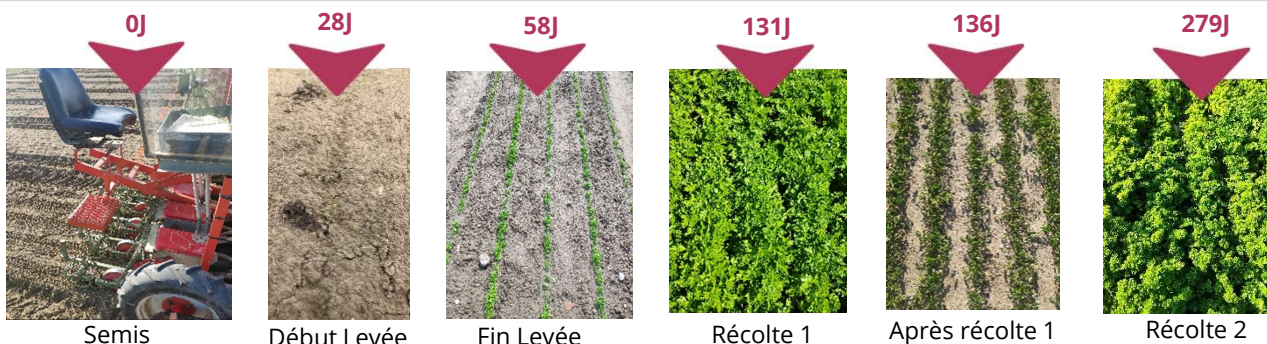 0J 28J 58J 131J 136J 279J
Semis Début Levée Fin Levée Récolte 1 Après récolte 1 Récolte 2